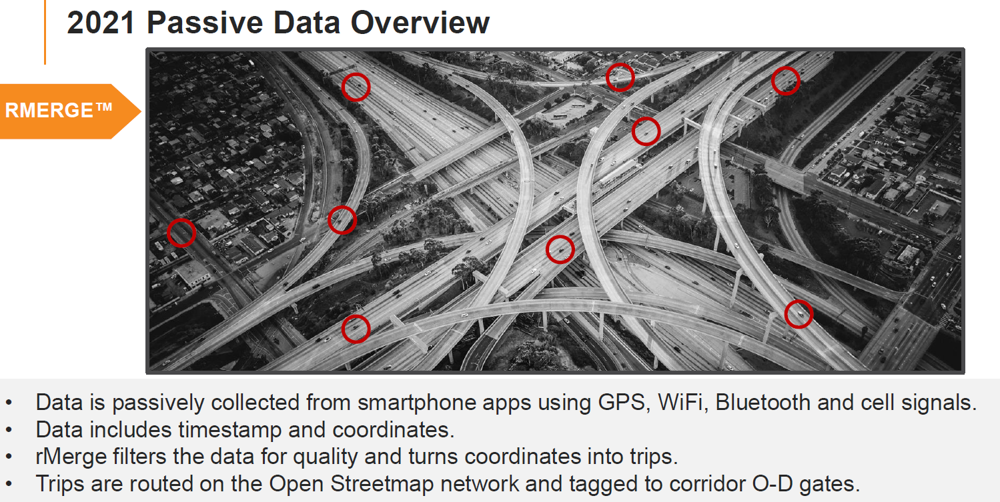 2021 Passive Data Overview
RMERGE™
• Data is passively collected from smartphone apps using GPS, WiFi, Bluetooth and cell signals.
• Data includes timestamp and coordinates.
• rMerge filters the data for quality and turns coordinates into trips.
• Trips are routed on the Open Streetmap network and tagged to corridor O-D gates.